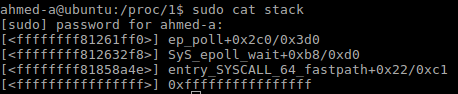 ahmed-a@ubuntu:/proc/1$ sudo cat stack
[sudo] password for ahmed-a:
[<ffffffff81261ff0>] ep_poll+0x2c0/0x3d0
[<ffffffff812632f8>] SyS_epoll_wait+0xb8/0xd0
[<ffffffff81858a4e>] entry_SYSCALL_64_fastpath+0x22/0xc1
[<ffffffffffffffff>] 0xffffffffffffffff